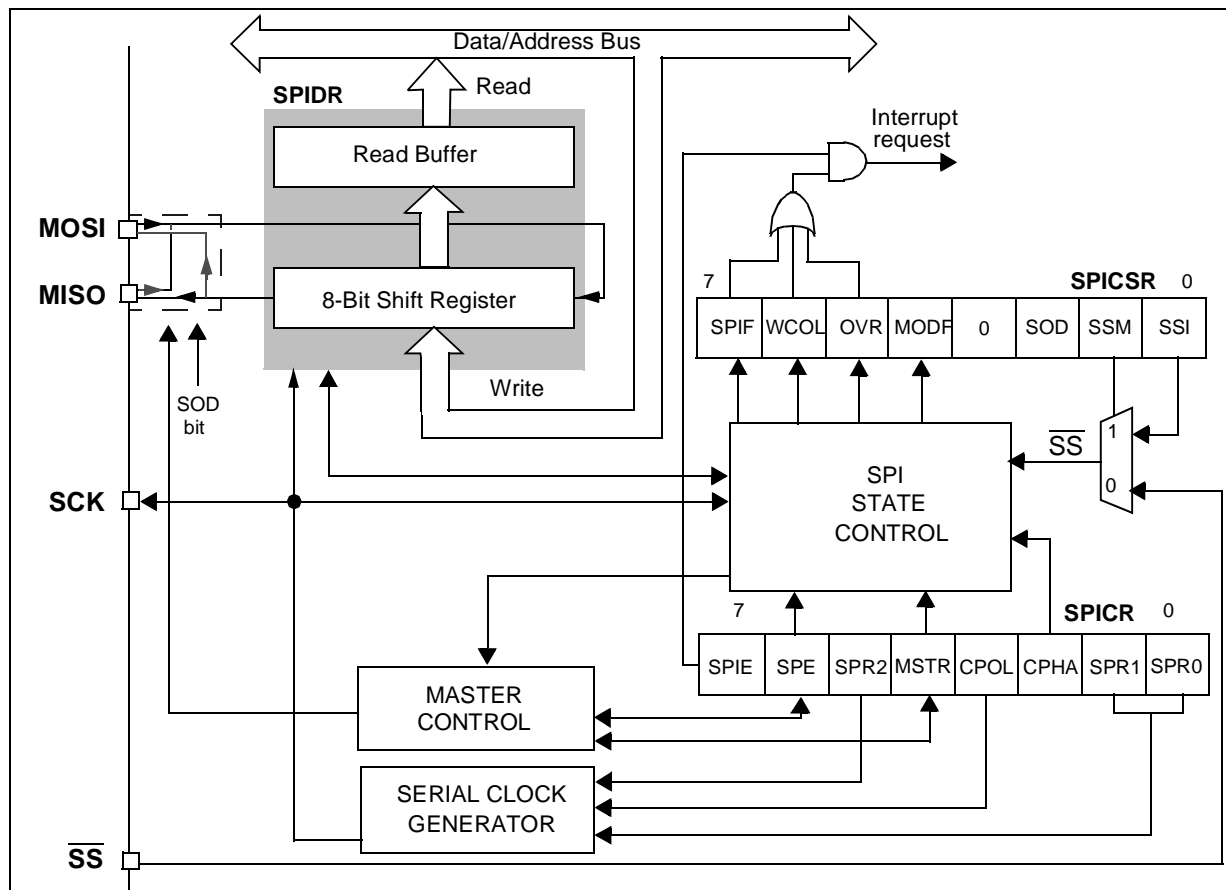 Data/Address Bus
SPIDR
Read
Read Buffer
Interrupt
request
MOSI
MISO
8-Bit Shift Register
7
SPICSR
0
SPIF
WCOL
OVR
MODF
0
SOD
SSM
SSI
Write
SOD
bit
1
SS
0
SCK
SPI
STATE
CONTROL
7
SPICR
0
SPIE
SPE
SPR2
MSTR
CPOL
CPHA
SPR1
SPR0
MASTER
CONTROL
SERIAL CLOCK
GENERATOR
SS